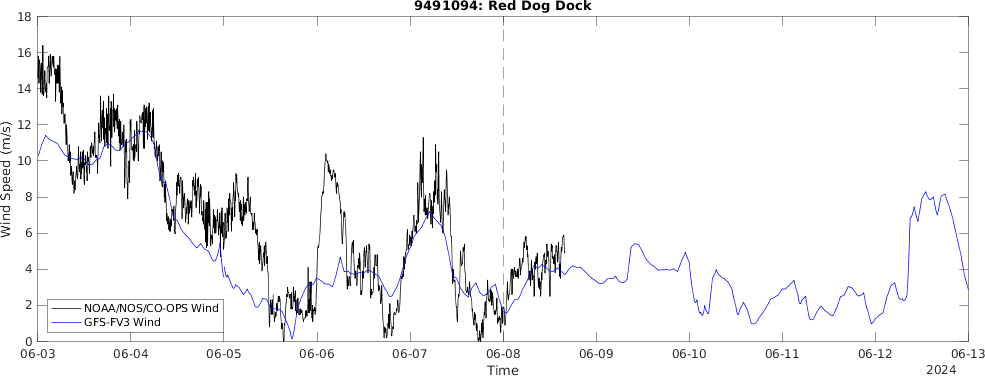 9491094: Red Dog Dock
Wind Speed (m/s)
18
16
14
12
10
8
6
4
2
0
NOAA/NOS/CO-OPS Wind
GFS-FV3 Wind
06-03 06-04 06-05 06-06 06-07 06-08 06-09 06-10 06-11 06-12 06-13
Time
2024